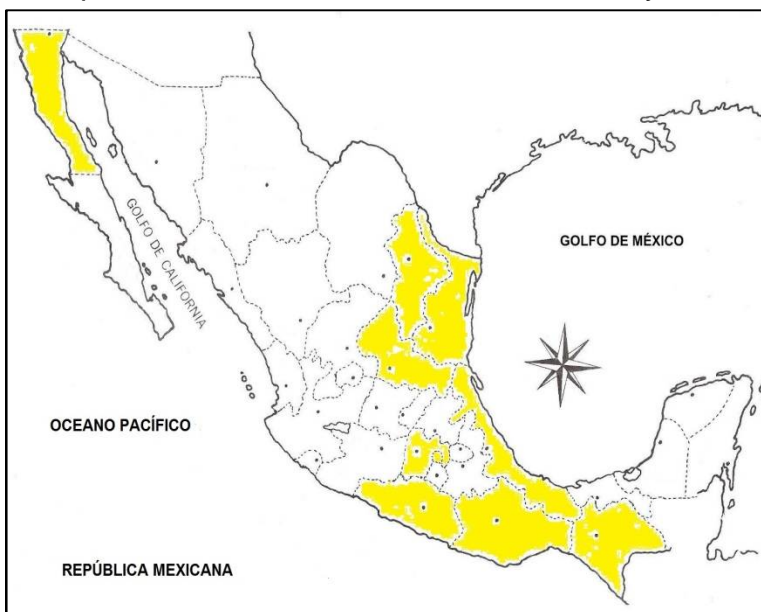 GOLFO DE CALIFORNIA
GOLFO DE MÉXICO
OCEANO PACÍFICO
REPÚBLICA MEXICANA